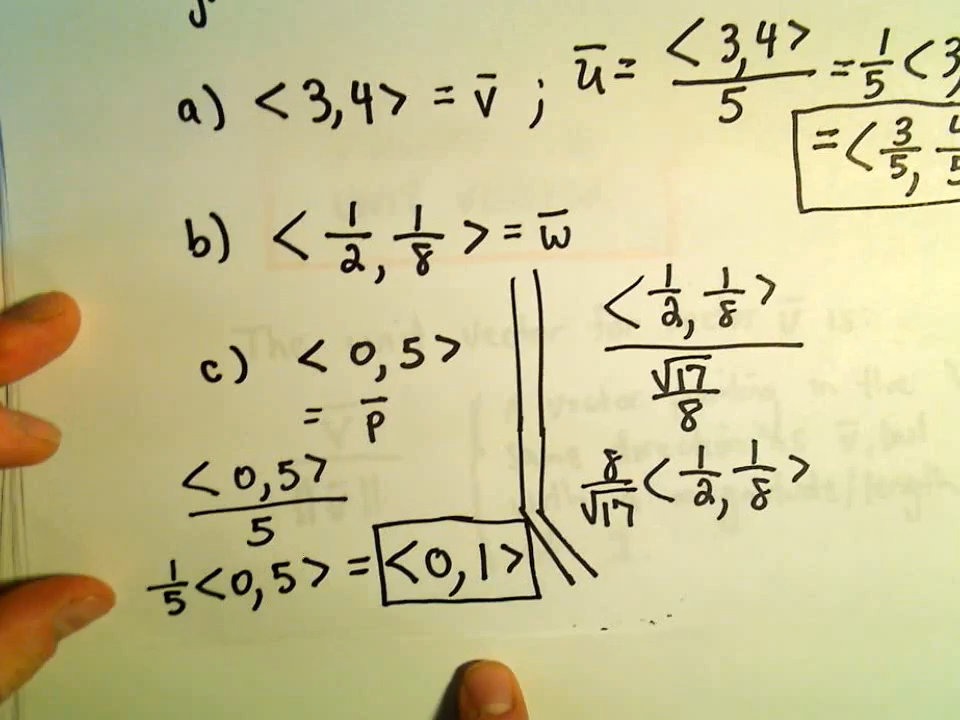 a) < 3, 4 > = v̄ ; ū = < 3, 4 > / 5 = 1/5 < 3,
= < 3/5, 4/5
b) < 1/2, 1/8 > = w̄
< 1/2, 1/8 > / √17/8
8/√17 < 1/2, 1/8 >
c) < 0, 5 >
= p̄
< 0, 5 > / 5
1/5 < 0, 5 > = < 0, 1 >